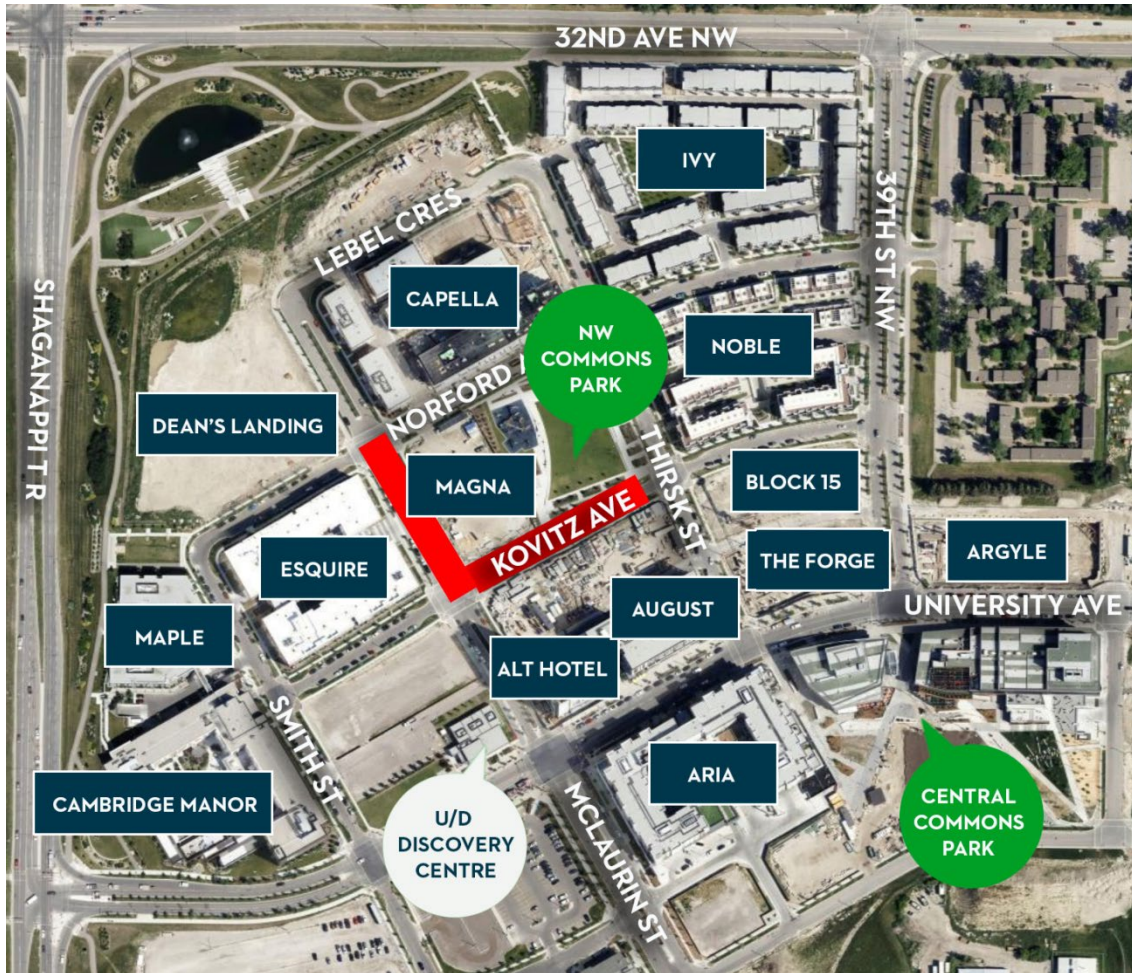 32ND AVE NW
IVY
39TH ST NW
LEBEL CRES
CAPELLA
SHAGANAPPI TR
NW
COMMONS
PARK
NOBLE
NORFORD
DEAN'S LANDING
MAGNA
THIRSK ST
BLOCK 15
KOVITZ AVE
ESQUIRE
THE FORGE
ARGYLE
AUGUST
UNIVERSITY AVE
MAPLE
ALT HOTEL
SMITH ST
ARIA
CAMBRIDGE MANOR
U/D
DISCOVERY
CENTRE
MCLAURIN ST
CENTRAL
COMMONS
PARK